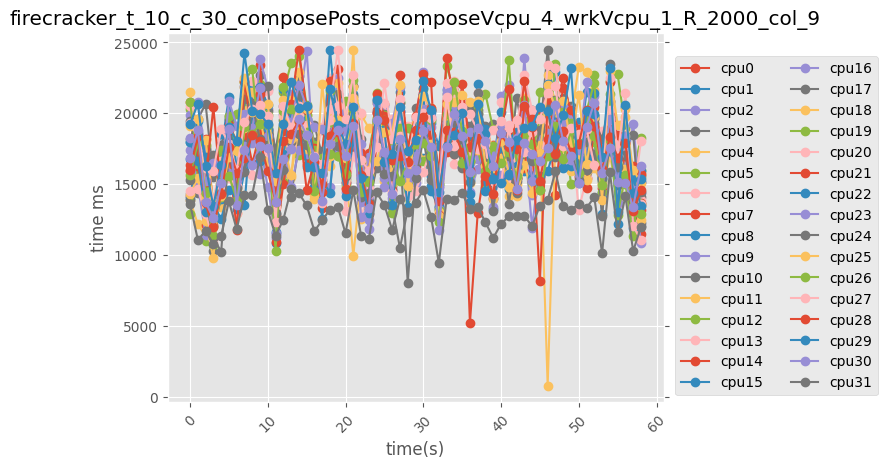 firecracker_t_10_c_30_composePosts_composeVcpu_4_wrkVcpu_1_R_2000_col_9
25000
20000
15000
10000
5000
0
time ms
0
10
20
30
40
50
60
time(s)
cpu0
cpu1
cpu2
cpu3
cpu4
cpu5
cpu6
cpu7
cpu8
cpu9
cpu10
cpu11
cpu12
cpu13
cpu14
cpu15
cpu16
cpu17
cpu18
cpu19
cpu20
cpu21
cpu22
cpu23
cpu24
cpu25
cpu26
cpu27
cpu28
cpu29
cpu30
cpu31